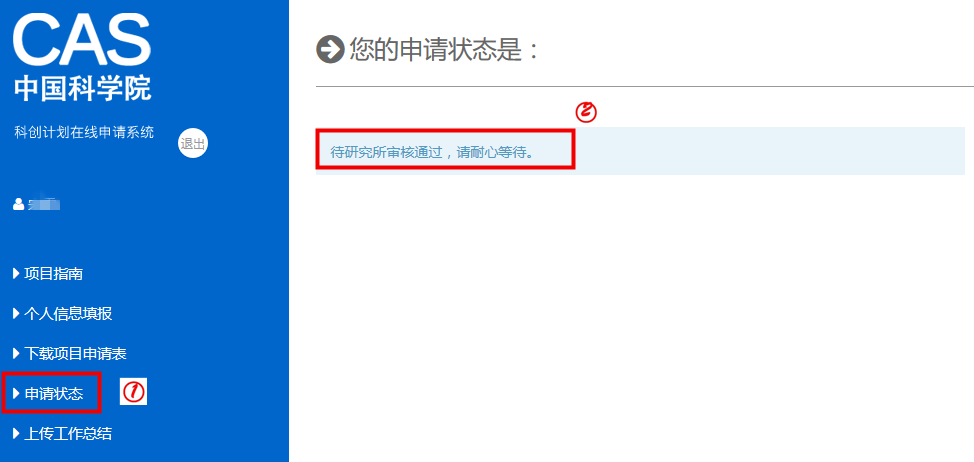 CAS
中国科学院
科创计划在线申请系统
退出
项目指南
个人信息填报
下载项目申请表
申请状态
①
上传工作总结
您的申请状态是：
②
待研究所审核通过，请耐心等待。